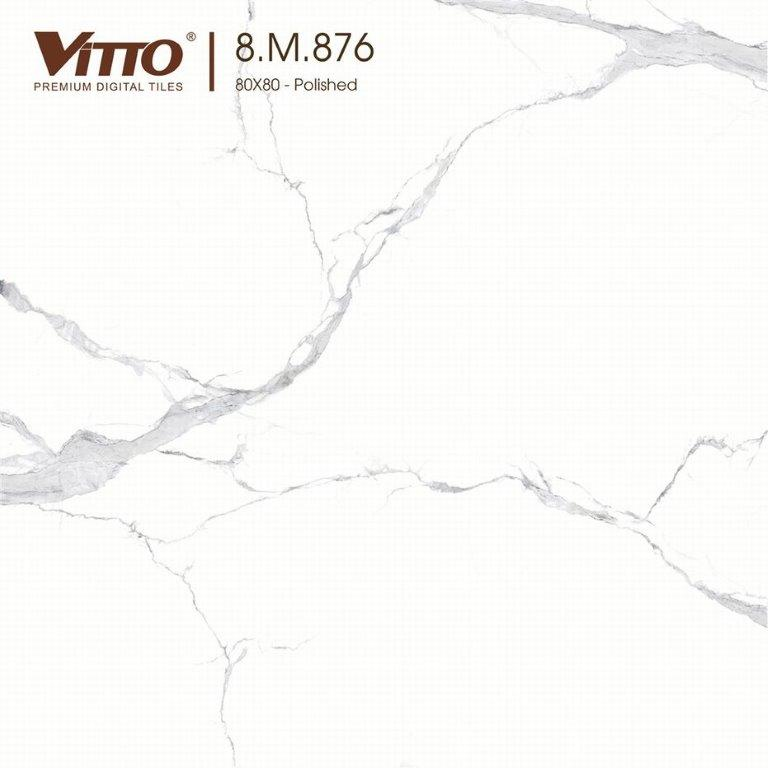 VITTO®
PREMIUM DIGITAL TILES
8.M.876
80X80 - Polished